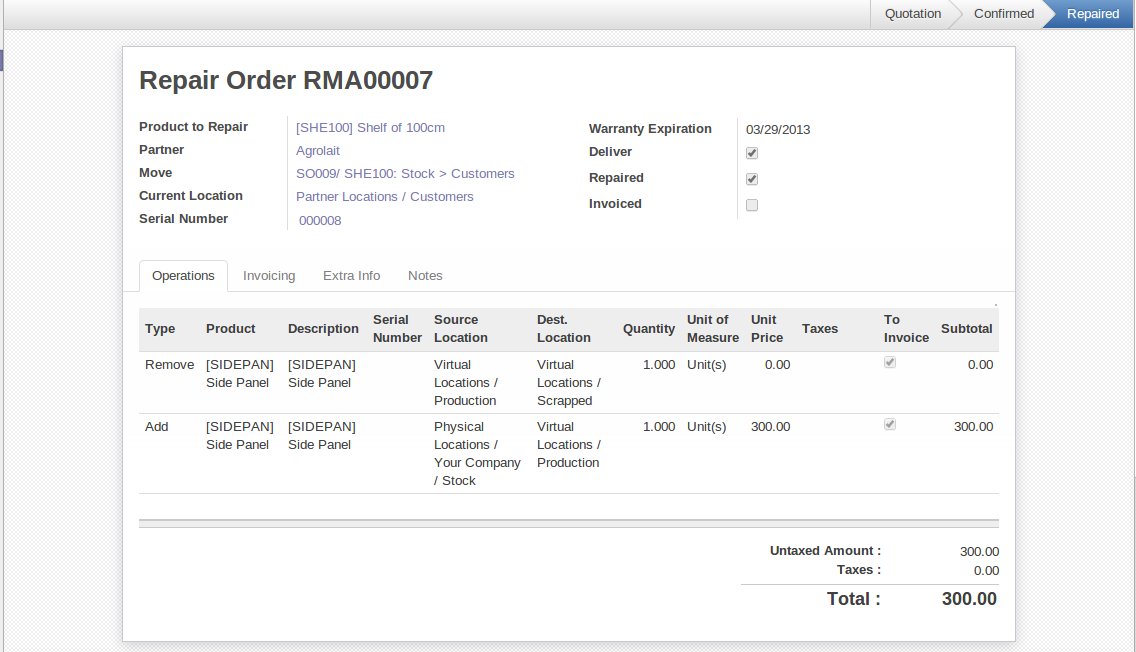 Quotation Confirmed Repaired
Repair Order RMA00007
Product to Repair [SHE100] Shelf of 100cm
Partner Agrolait
Move SO009/ SHE100: Stock > Customers
Current Location Partner Locations / Customers
Serial Number 000008
Warranty Expiration 03/29/2013
Deliver
Repaired
Invoiced
Operations Invoicing Extra Info Notes
Type Product Description Serial Number Source Location Dest. Location Quantity Unit of Measure Unit Price Taxes To Invoice Subtotal
Remove [SIDEPAN] [SIDEPAN] Virtual Virtual 1.000 Unit(s) 0.00 0.00
Side Panel Side Panel Locations / Locations /
Production Scrapped
Add [SIDEPAN] [SIDEPAN] Physical Virtual 1.000 Unit(s) 300.00 300.00
Side Panel Side Panel Locations / Locations /
Your Company Production
/ Stock
Untaxed Amount : 300.00
Taxes : 0.00
Total : 300.00